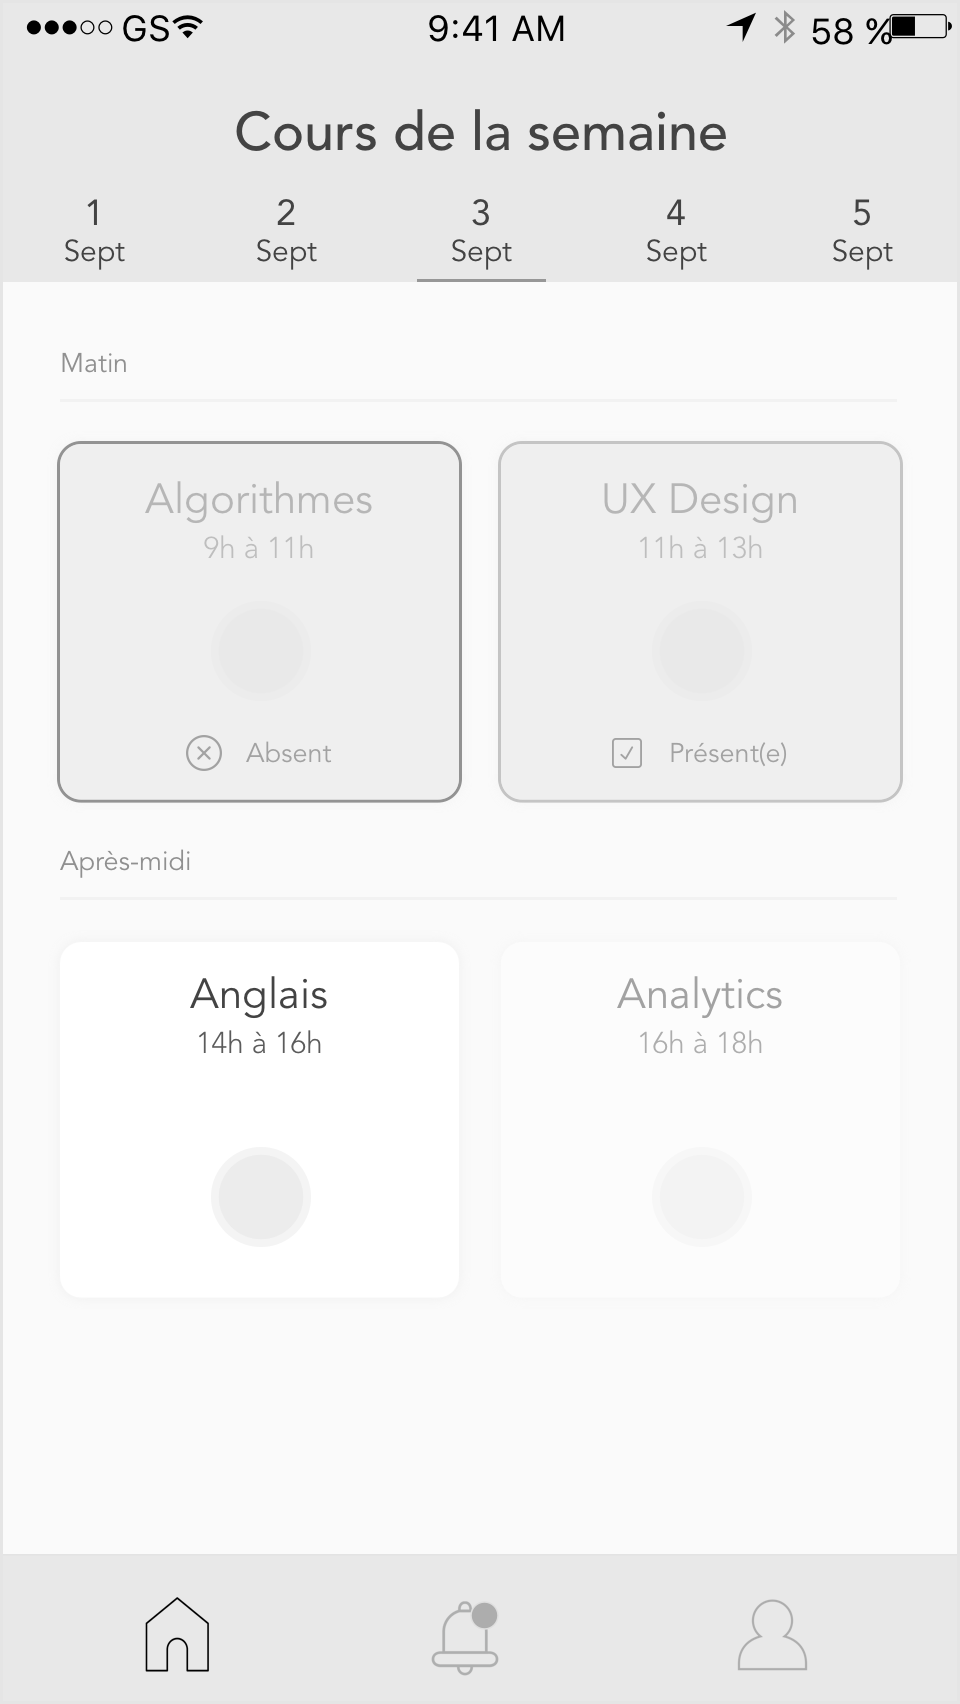 GS 9:41 AM 58 %
Cours de la semaine
1 2 3 4 5
Sept Sept Sept Sept Sept
Matin
Algorithmes
9h à 11h
Absent
UX Design
11h à 13h
Présent(e)
Après-midi
Anglais
14h à 16h
Analytics
16h à 18h